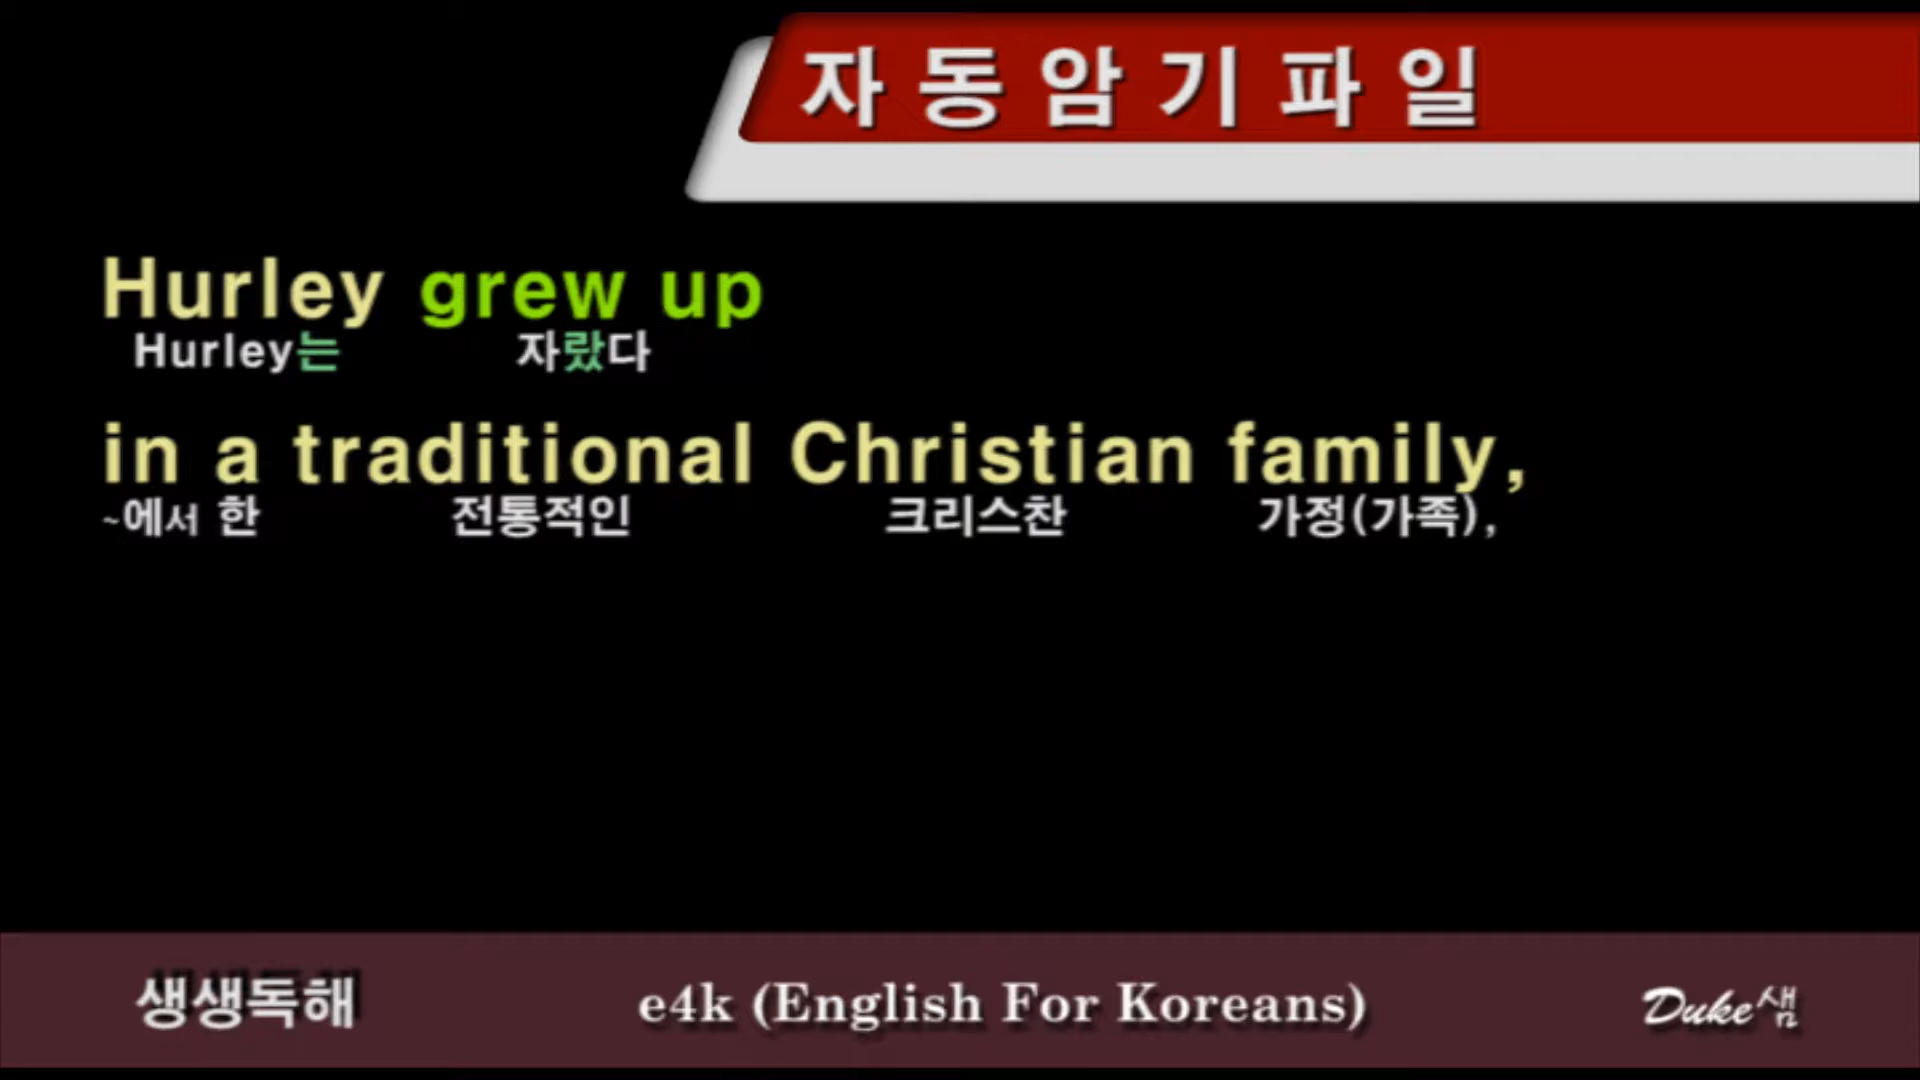 자동암기파일
Hurley grew up
Hurley는 자랐다
in a traditional Christian family,
~에서 한 전통적인 크리스찬 가정(가족),
생생독해 e4k (English For Koreans) Duke샘